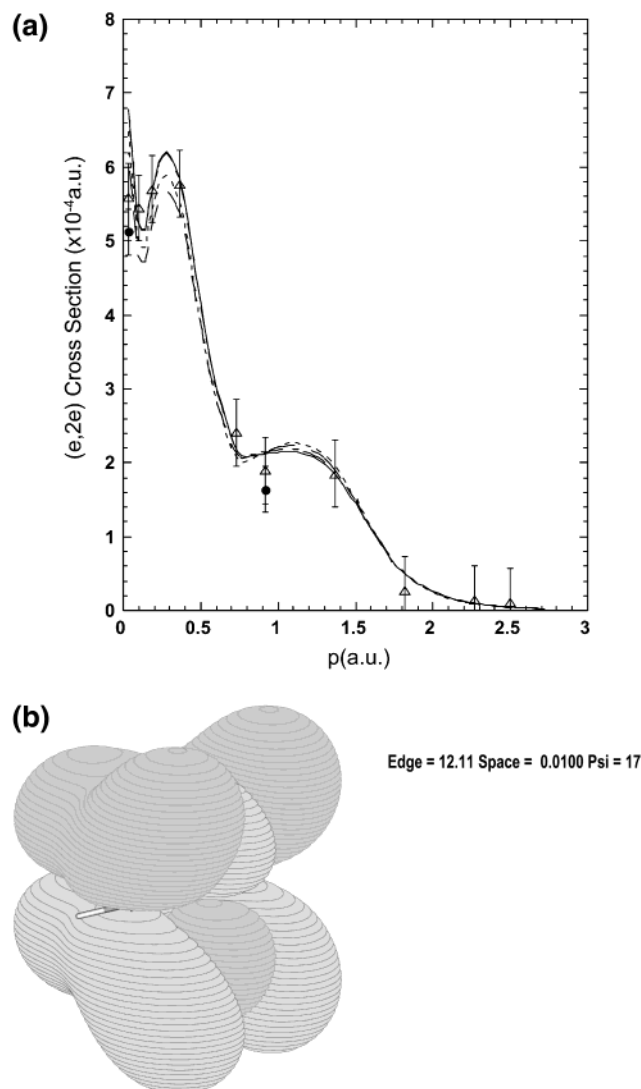 (a)
8
7
6
5
4
3
2
1
0
(e,2e) Cross Section (x10⁻⁴a.u.)
0 0.5 1 1.5 2 2.5 3
p(a.u.)
(b)
Edge = 12.11 Space = 0.0100 Psi = 17